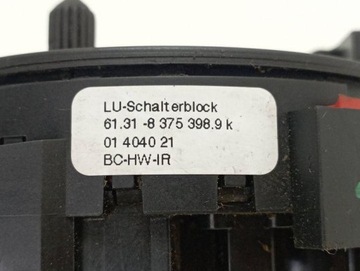 LU-Schalterblock
61.31 -8 375 398.9 k
01 4040 21
BC-HW-IR